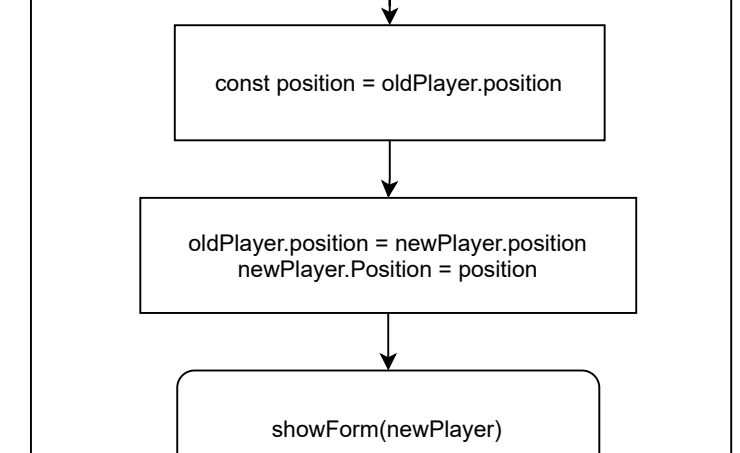 const position = oldPlayer.position
oldPlayer.position = newPlayer.position
newPlayer.Position = position
showForm(newPlayer)